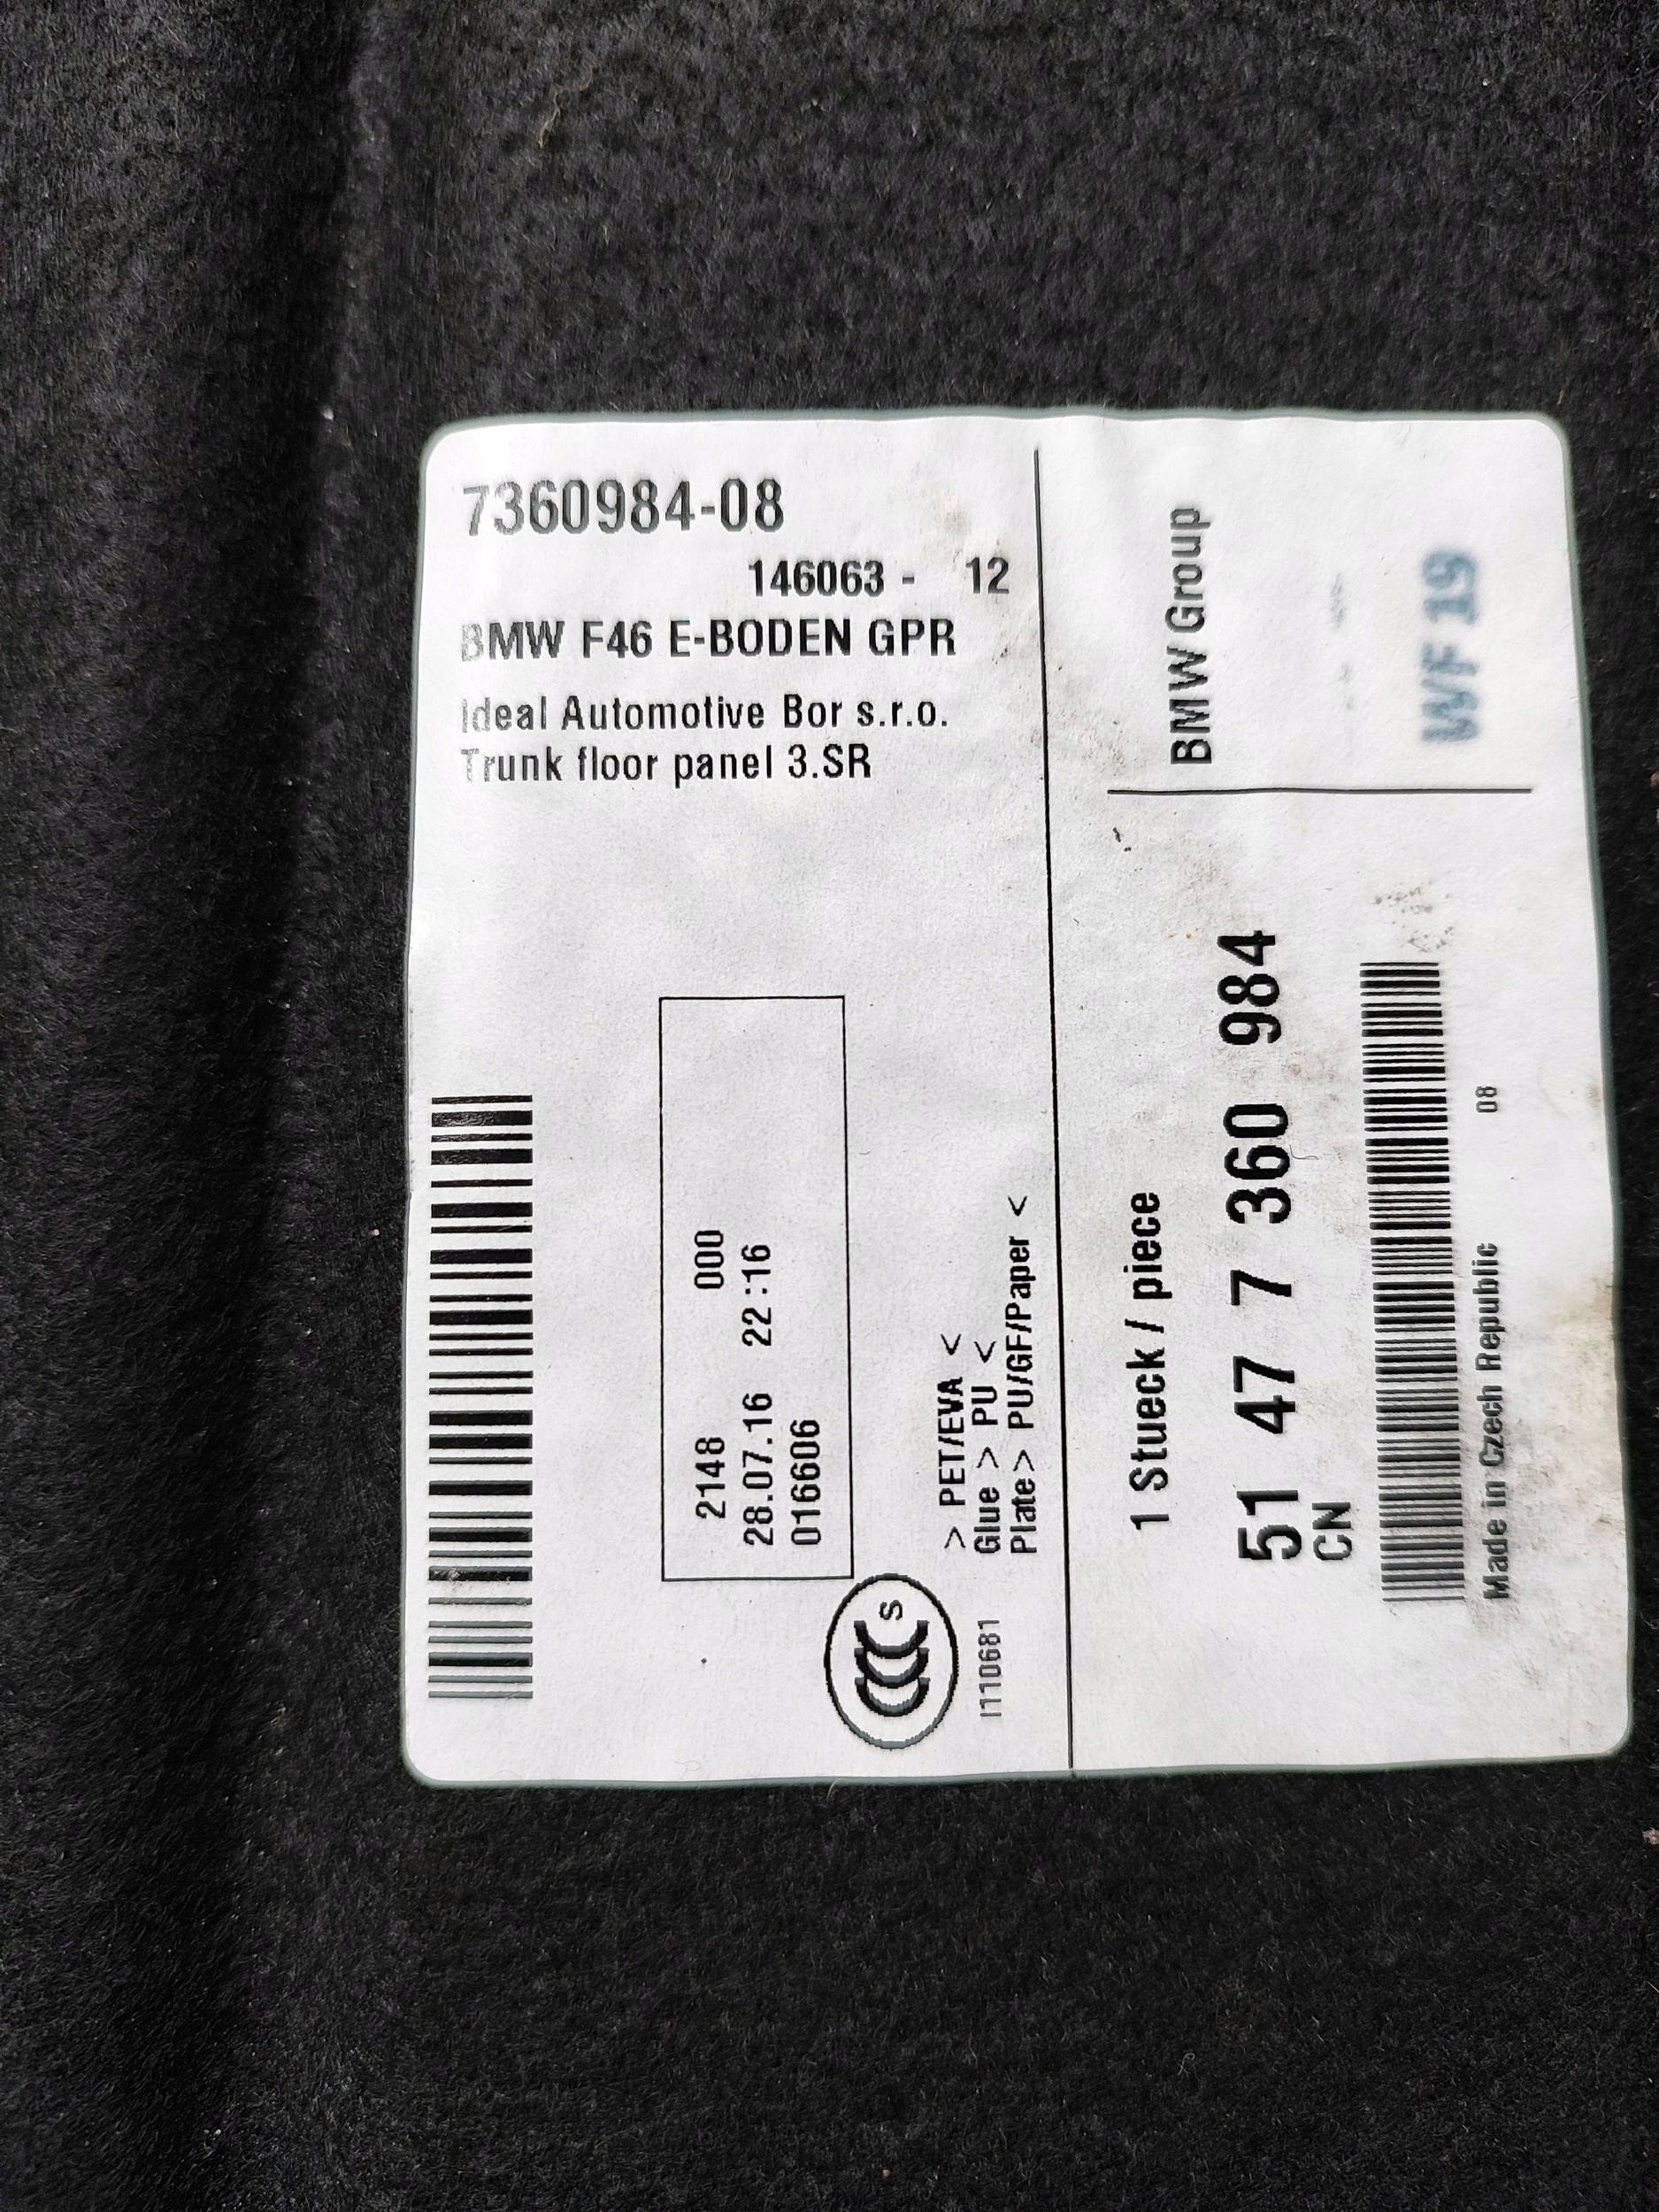 7360984-08
146063 - 12
BMW F46 E-BODEN GPR
Ideal Automotive Bor s.r.o.
Trunk floor panel 3.SR
2148 000
28.07.16 22:16
016606
> PET/EVA <
Glue > PU <
Plate> PU/GF/Paper <
CCC S
I110681
BMW Group
WF 19
1 Stueck / piece
51 47 7 360 984
CN
Made in Czech Republic 08